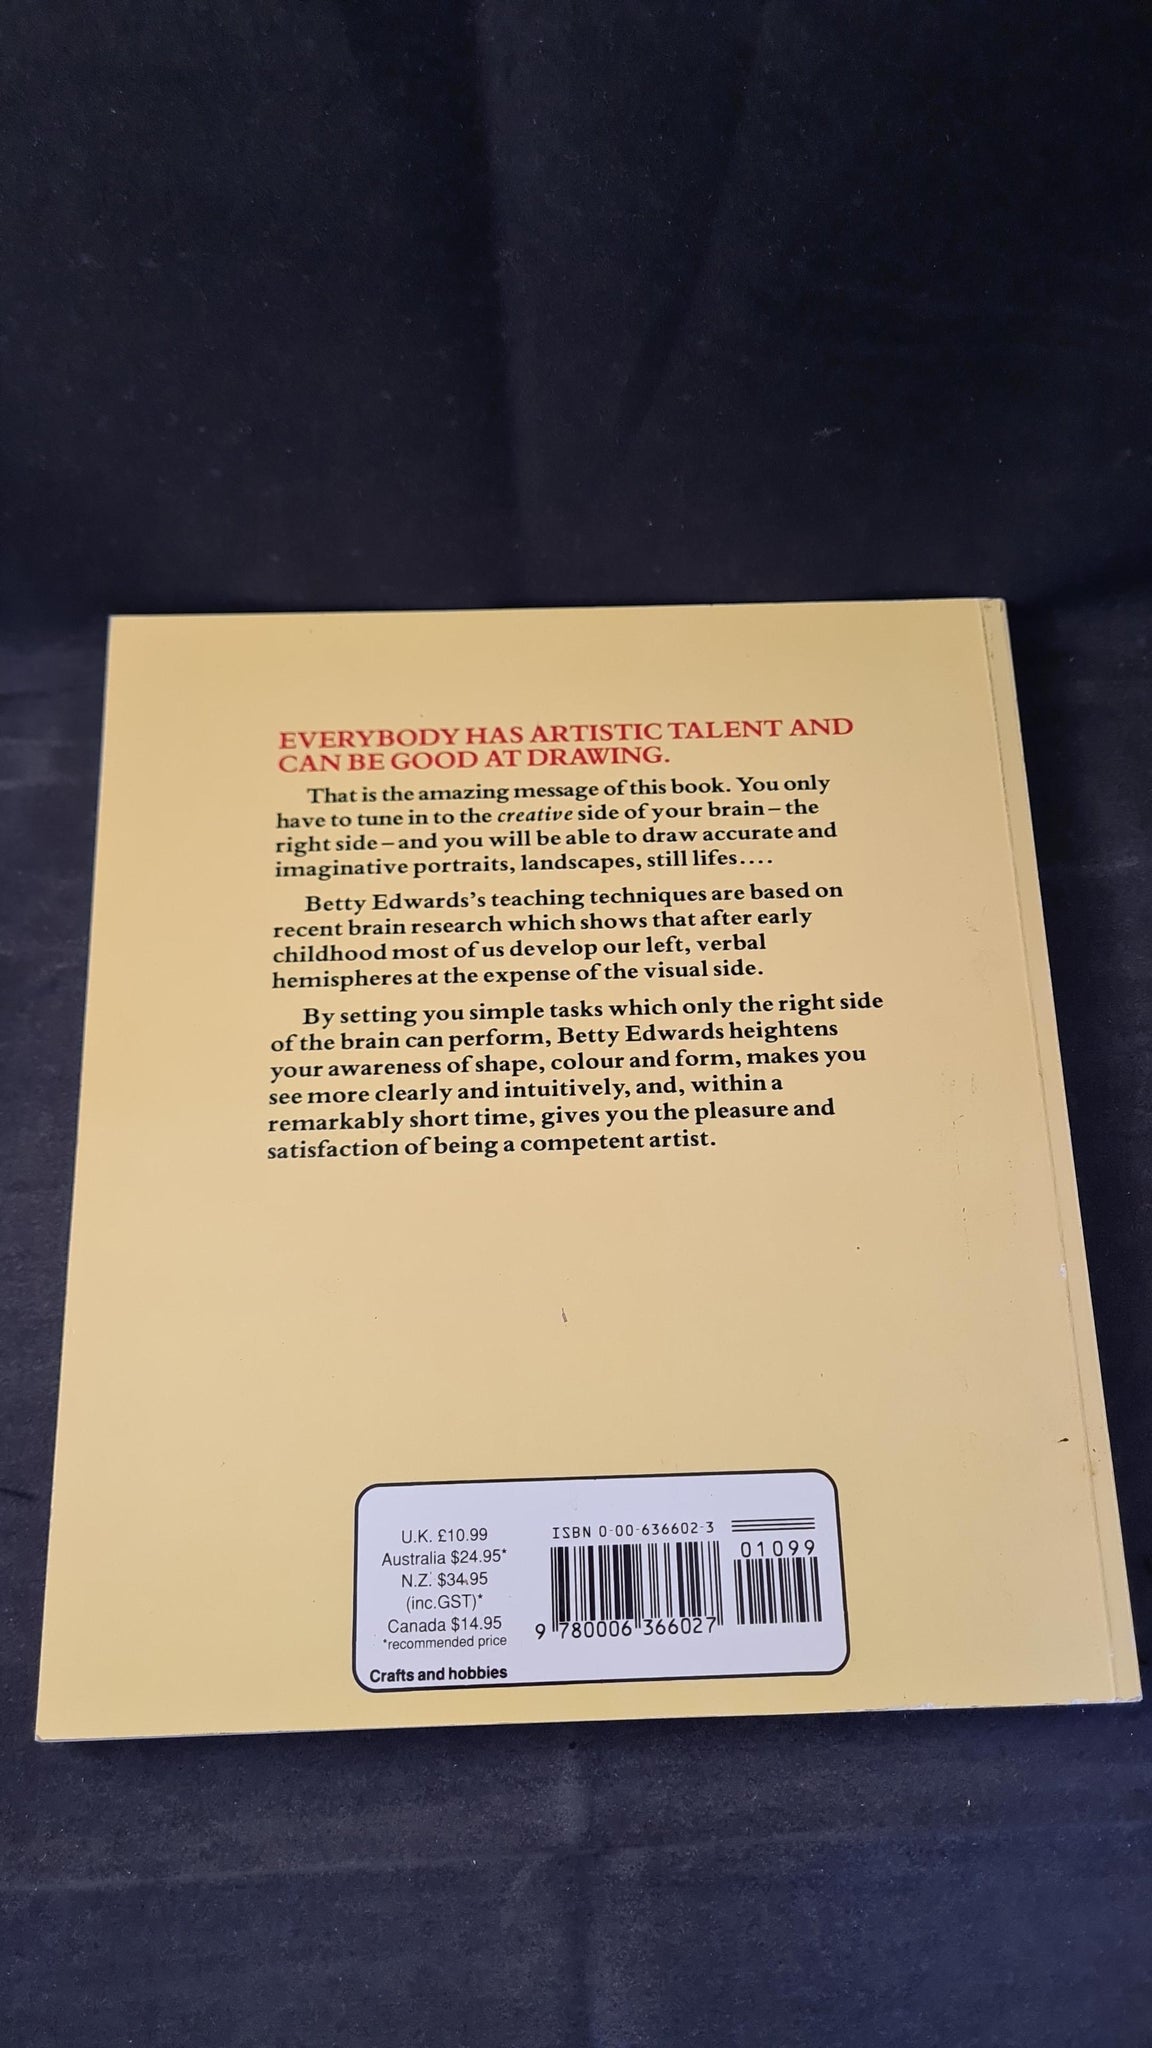 EVERYBODY HAS ARTISTIC TALENT AND
CAN BE GOOD AT DRAWING.
That is the amazing message of this book. You only
have to tune in to the creative side of your brain – the
right side – and you will be able to draw accurate and
imaginative portraits, landscapes, still lifes....
Betty Edwards's teaching techniques are based on
recent brain research which shows that after early
childhood most of us develop our left, verbal
hemispheres at the expense of the visual side.
By setting you simple tasks which only the right side
of the brain can perform, Betty Edwards heightens
your awareness of shape, colour and form, makes you
see more clearly and intuitively, and, within a
remarkably short time, gives you the pleasure and
satisfaction of being a competent artist.
U.K. £10.99
Australia $24.95*
N.Z. $34.95
(inc.GST)*
Canada $14.95
*recommended price
Crafts and hobbies
ISBN 0-00-636602-3
01099
9 780006 366027